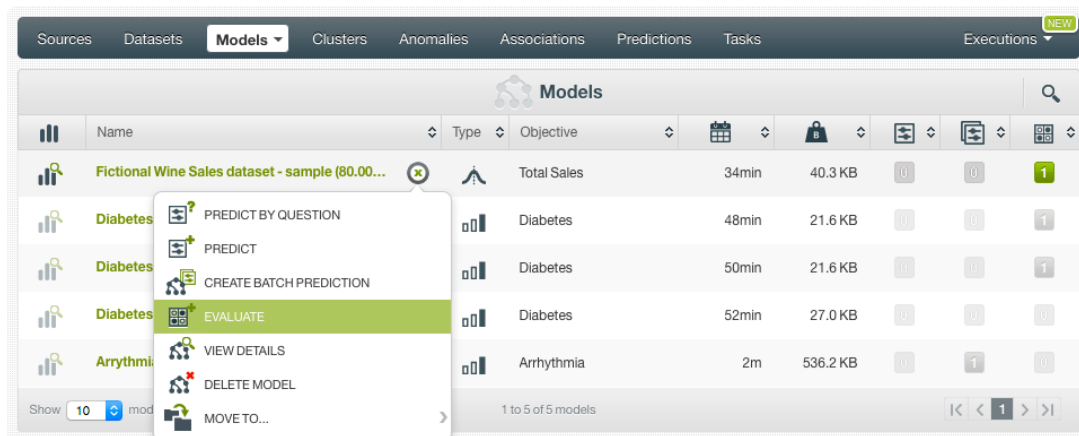 NEW
Sources Datasets Models Clusters Anomalies Associations Predictions Tasks Executions
Models
Name Type Objective B
Fictional Wine Sales dataset - sample (80.00... Total Sales 34min 40.3 KB 0 0 1
PREDICT BY QUESTION
Diabetes Diabetes 48min 21.6 KB 0 0 1
PREDICT
Diabetes Diabetes 50min 21.6 KB 0 0 1
CREATE BATCH PREDICTION
Diabetes Diabetes 52min 27.0 KB 0 0 0
EVALUATE
VIEW DETAILS
Arrhythmia 2m 536.2 KB 0 1 0
DELETE MODEL
Show 10 1 to 5 of 5 models 1
MOVE TO...